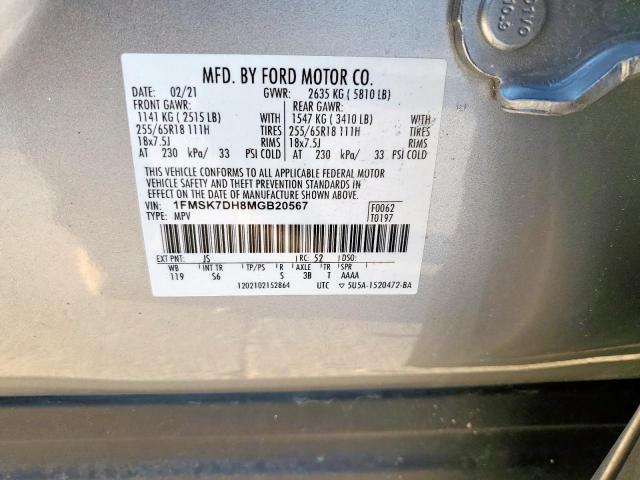 MFD. BY FORD MOTOR CO.
DATE: 02/21 GVWR: 2635 KG ( 5810 LB)
FRONT GAWR: REAR GAWR:
1141 KG ( 2515 LB) WITH 1547 KG ( 3410 LB) WITH
255/65R18 111H TIRES 255/65R18 111H TIRES
18x7.5J RIMS 18x7.5J RIMS
AT 230 kPa/ 33 PSI COLD AT 230 kPa/ 33 PSI COLD
THIS VEHICLE CONFORMS TO ALL APPLICABLE FEDERAL MOTOR
VEHICLE SAFETY AND THEFT PREVENTION STANDARDS IN
EFFECT ON THE DATE OF MANUFACTURE SHOWN ABOVE.
VIN: 1FMSK7DH8MGB20567 F0062
TYPE: MPV T0197
EXT PNT: JS RC: 52 DSO:
WB INT TR TP/PS R AXLE TR SPR
119 S6 S 3B T AAAA
1202102152864 UTC ▽ 5U5A-1520472-BA
10.9